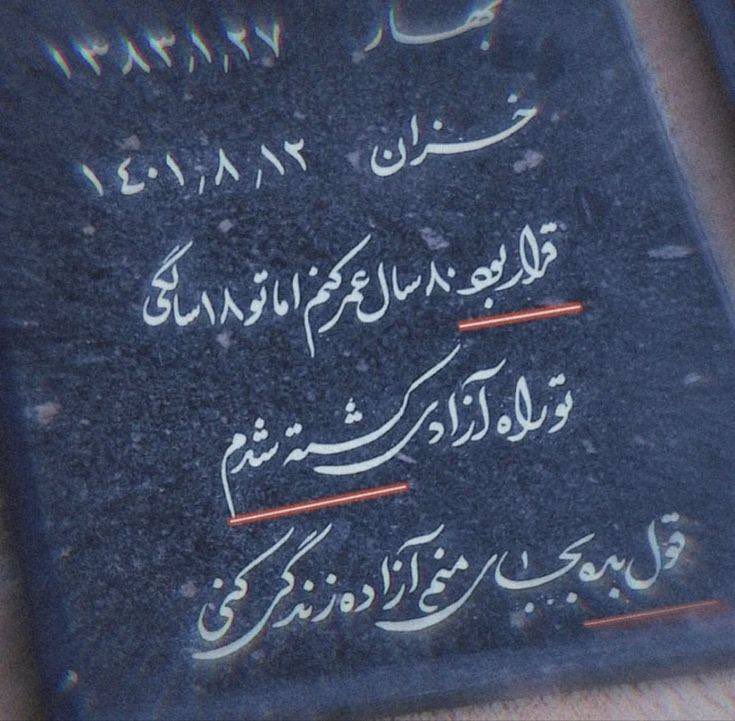 بهار ۱۳۸۳٫۱٫۲۷
خزان ۱۴۰۱٫۸٫۱۲
قرار بود ۸۰ سال عمر کنم اما تو ۱۸ سالگی
تو راه آزادی کشته شدم
قول بده بجای منم آزاده زندگی کنی